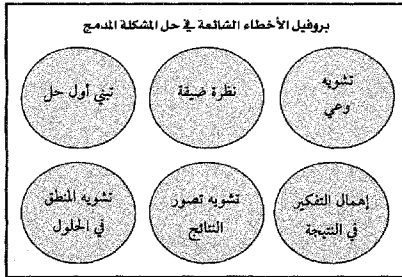 بروفيل الأخطاء الشائعة في حل المشكلة المدمج
تشويه
وعي
نظرة ضيقة
تبني أول حل
إهمال التفكير
في النتيجة
تشويه تصور
النتائج
تشويه المنطق
في الحلول